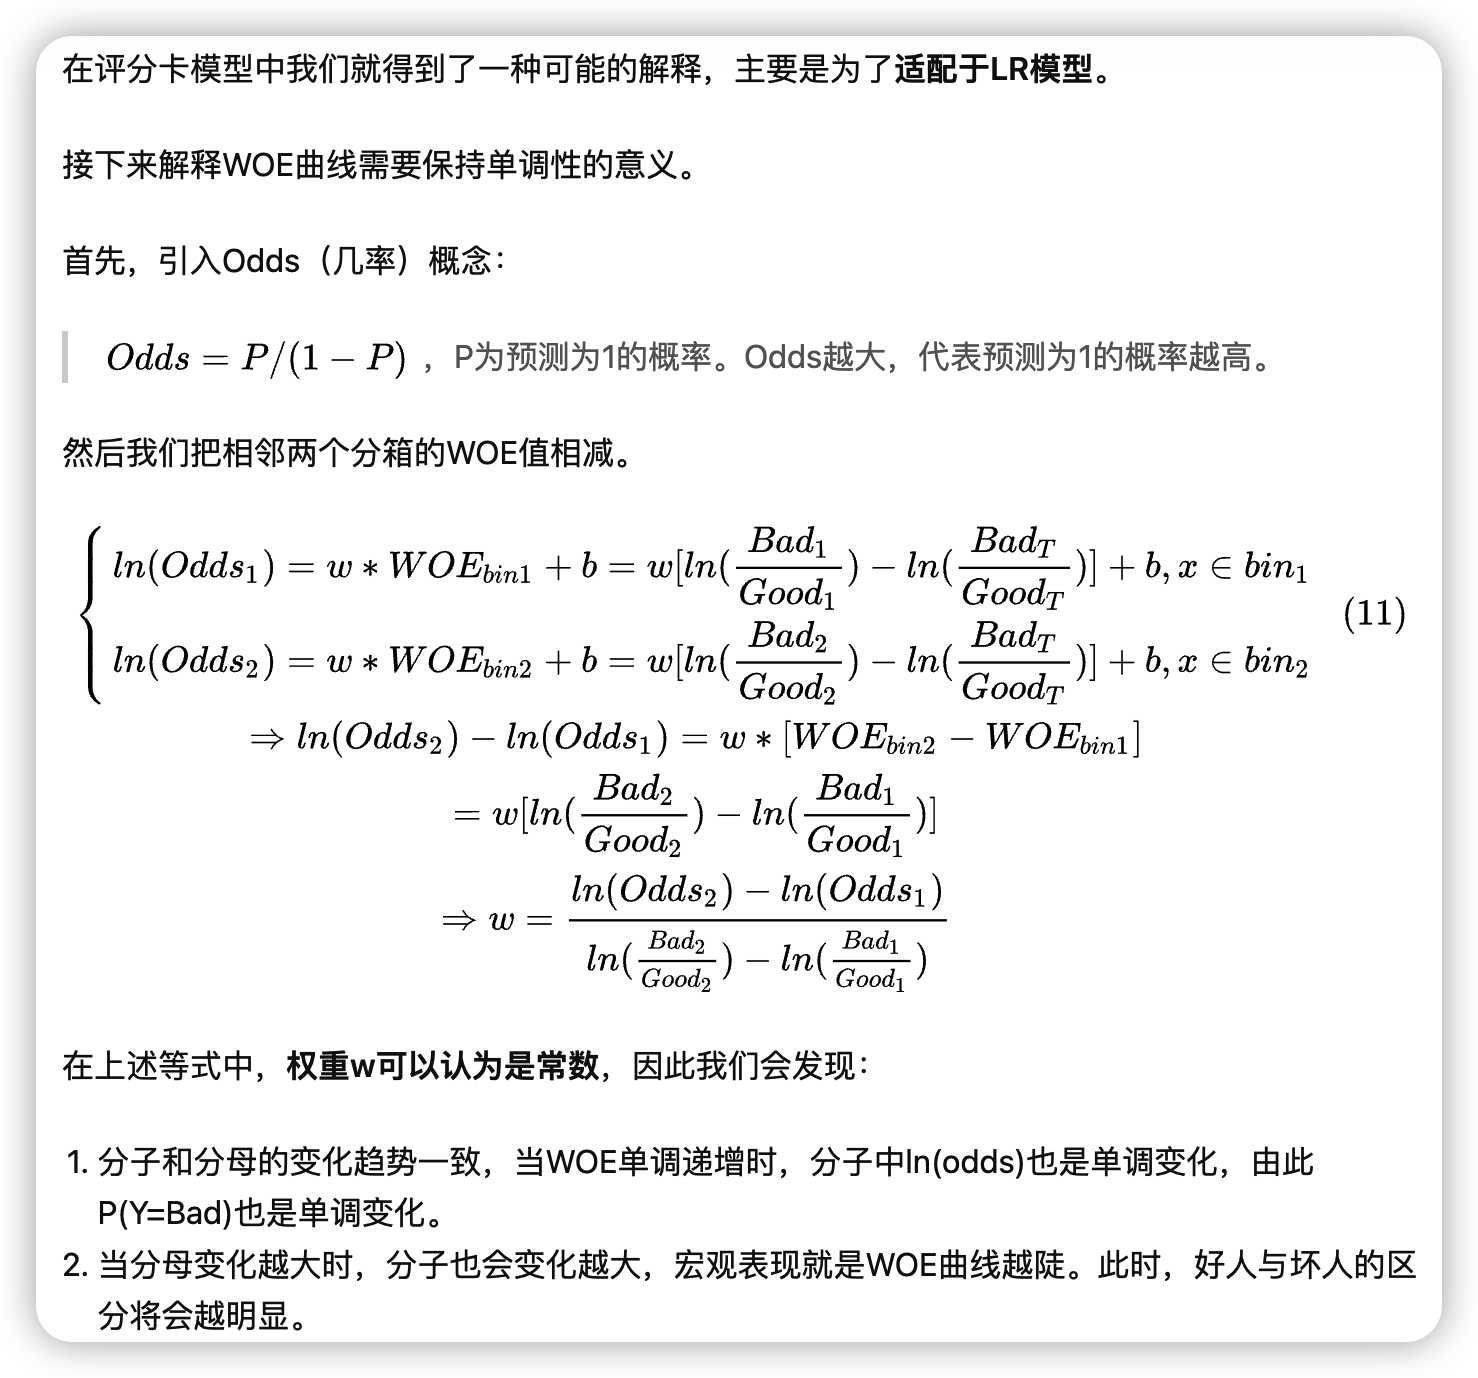 在评分卡模型中我们就得到了一种可能的解释，主要是为了适配于LR模型。
接下来解释WOE曲线需要保持单调性的意义。
首先，引入Odds（几率）概念：
Odds = P/(1 − P) ，P为预测为1的概率。Odds越大，代表预测为1的概率越高。
然后我们把相邻两个分箱的WOE值相减。
ln(Odds_1) = w * WOE_{bin1} + b = w[ln(\frac{Bad_1}{Good_1}) − ln(\frac{Bad_T}{Good_T})] + b, x ∈ bin_1
ln(Odds_2) = w * WOE_{bin2} + b = w[ln(\frac{Bad_2}{Good_2}) − ln(\frac{Bad_T}{Good_T})] + b, x ∈ bin_2
(11)
⇒ ln(Odds_2) − ln(Odds_1) = w * [WOE_{bin2} − WOE_{bin1}]
= w[ln(\frac{Bad_2}{Good_2}) − ln(\frac{Bad_1}{Good_1})]
⇒ w = \frac{ln(Odds_2) − ln(Odds_1)}{ln(\frac{Bad_2}{Good_2}) − ln(\frac{Bad_1}{Good_1})}
在上述等式中，权重w可以认为是常数，因此我们会发现：
1. 分子和分母的变化趋势一致，当WOE单调递增时，分子中ln(odds)也是单调变化，由此
P(Y=Bad)也是单调变化。
2. 当分母变化越大时，分子也会变化越大，宏观表现就是WOE曲线越陡。此时，好人与坏人的区
分将会越明显。